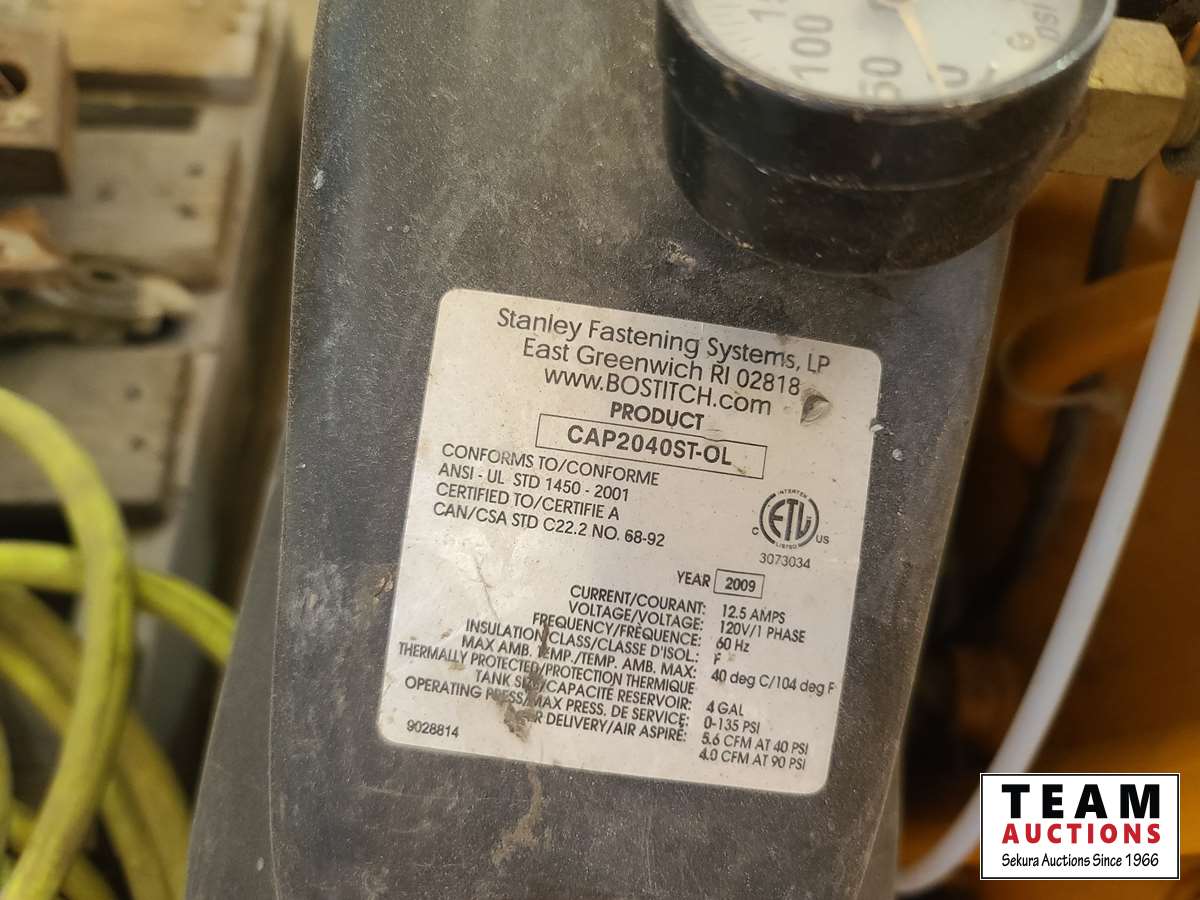 100
50
0
psi
Stanley Fastening Systems, LP
East Greenwich RI 02818
www.BOSTITCH.com
PRODUCT
CAP2040ST-OL
CONFORMS TO/CONFORME
ANSI - UL STD 1450 - 2001
CERTIFIED TO/CERTIFIE A
CAN/CSA STD C22.2 NO. 68-92
INTERTEK
C ETL US
LISTED
3073034
YEAR 2009
CURRENT/COURANT: 12.5 AMPS
VOLTAGE/VOLTAGE: 120V/1 PHASE
FREQUENCY/FRÉQUENCE: 60 Hz
INSULATION CLASS/CLASSE D'ISOL.: F
MAX AMB. TEMP./TEMP. AMB. MAX: 40 deg C/104 deg F
THERMALLY PROTECTED/PROTECTION THERMIQUE
TANK SIZE/CAPACITE RESERVOIR: 4 GAL
OPERATING PRESS/MAX PRESS. DE SERVICE: 0-135 PSI
DELIVERY/AIR ASPIRÉ: 5.6 CFM AT 40 PSI
4.0 CFM AT 90 PSI
9028814
TEAM
AUCTIONS
Sekura Auctions Since 1966